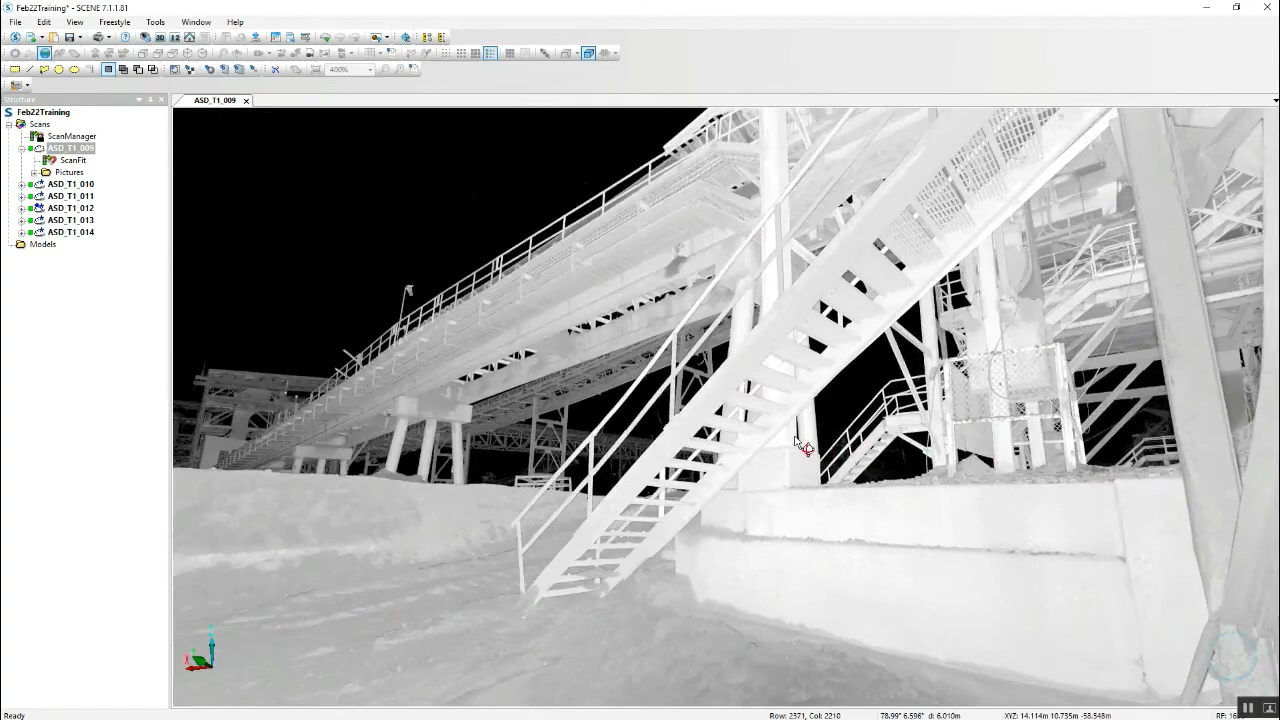 Feb22Training* - SCENE 7.1.1.81
File Edit View Freestyle Tools Window Help
400%
Structure
ASD_T1_009
Feb22Training
Scans
ScanManager
ASD_T1_009
ScanFit
Pictures
ASD_T1_010
ASD_T1_011
ASD_T1_012
ASD_T1_013
ASD_T1_014
Models
Ready
Row: 2371, Col: 2210
78.99° 6.596° d: 6.010m
XYZ: 14.114m 10.735m -58.548m